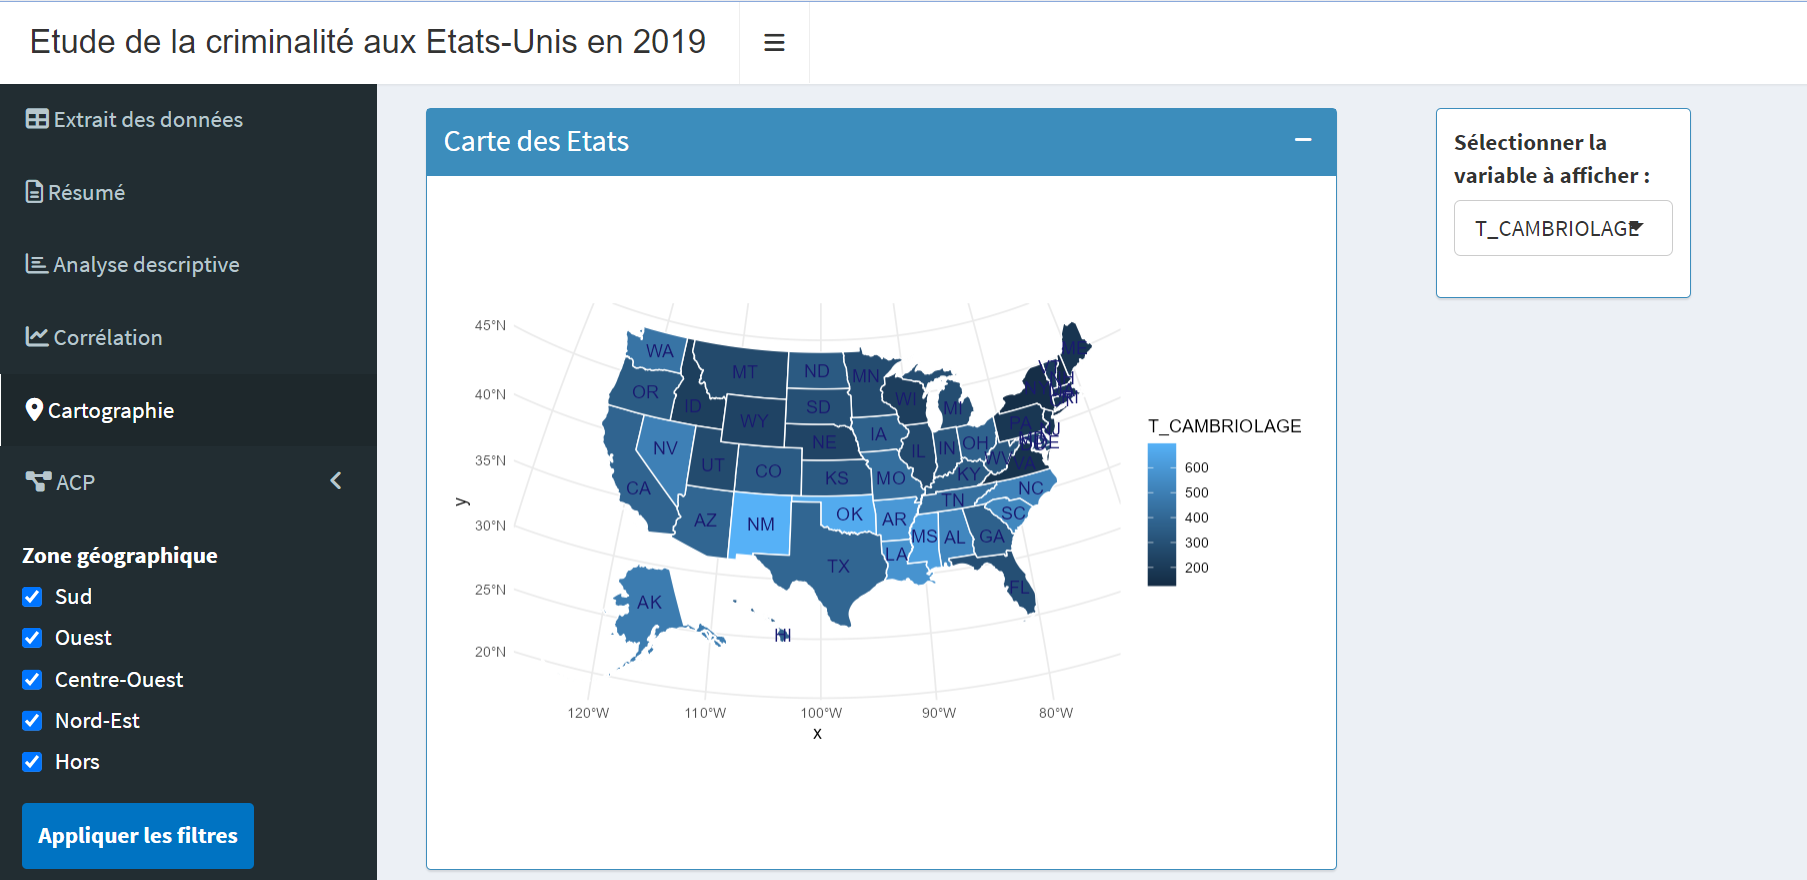 Etude de la criminalité aux Etats-Unis en 2019
Extrait des données
Résumé
Analyse descriptive
Corrélation
Cartographie
ACP
Zone géographique
Sud
Ouest
Centre-Ouest
Nord-Est
Hors
Appliquer les filtres
Carte des Etats
45°N
40°N
35°N
30°N
25°N
20°N
y
WA
MT
ND
MN
ME
OR
ID
WY
SD
WI
MI
NV
UT
CO
NE
IA
IL
IN
OH
PA
WV
VA
CA
AZ
NM
KS
MO
KY
OK
AR
TN
NC
SC
TX
LA
MS
AL
GA
FL
AK
HI
120°W
110°W
100°W
90°W
80°W
x
T_CAMBRIOLAGE
600
500
400
300
200
Sélectionner la
variable à afficher :
T_CAMBRIOLAGE